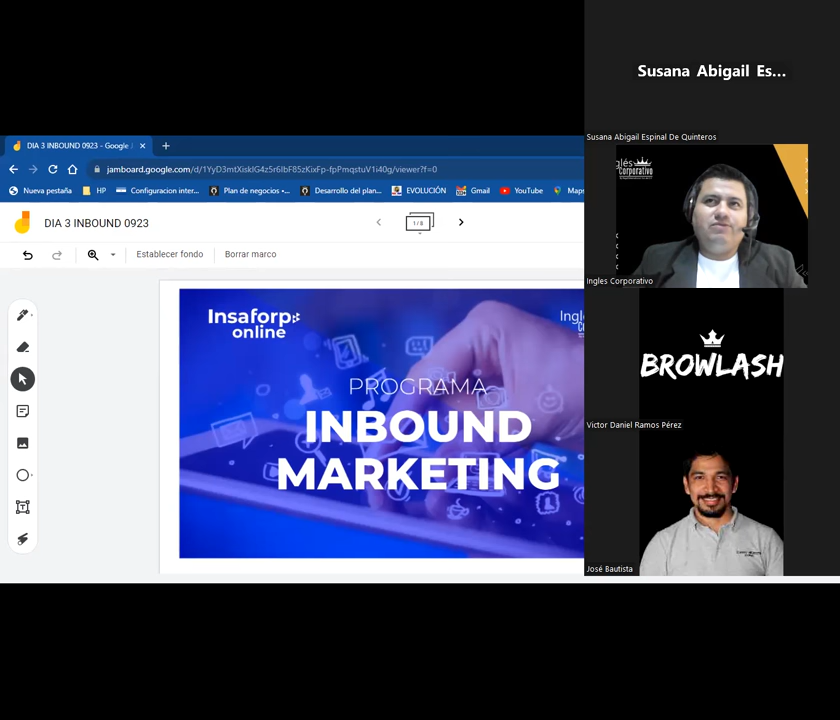 Susana Abigail Es...
Susana Abigail Espinal De Quinteros
DIA 3 INBOUND 0923 - Google J
jamboard.google.com/d/1YyD3mtXiskIG4z5r6IbF85zKixFp-fpPmqstuV1i40g/viewer?f=0
Nueva pestaña
HP
Configuracion inter...
Plan de negocios •...
Desarrollo del plan...
EVOLUCIÓN
Gmail
YouTube
Maps
DIA 3 INBOUND 0923
1/8
Establecer fondo
Borrar marco
Insaforp
online
PROGRAMA
INBOUND
MARKETING
Corporativo
Ingles Corporativo
BROWLASH
Victor Daniel Ramos Pérez
José Bautista